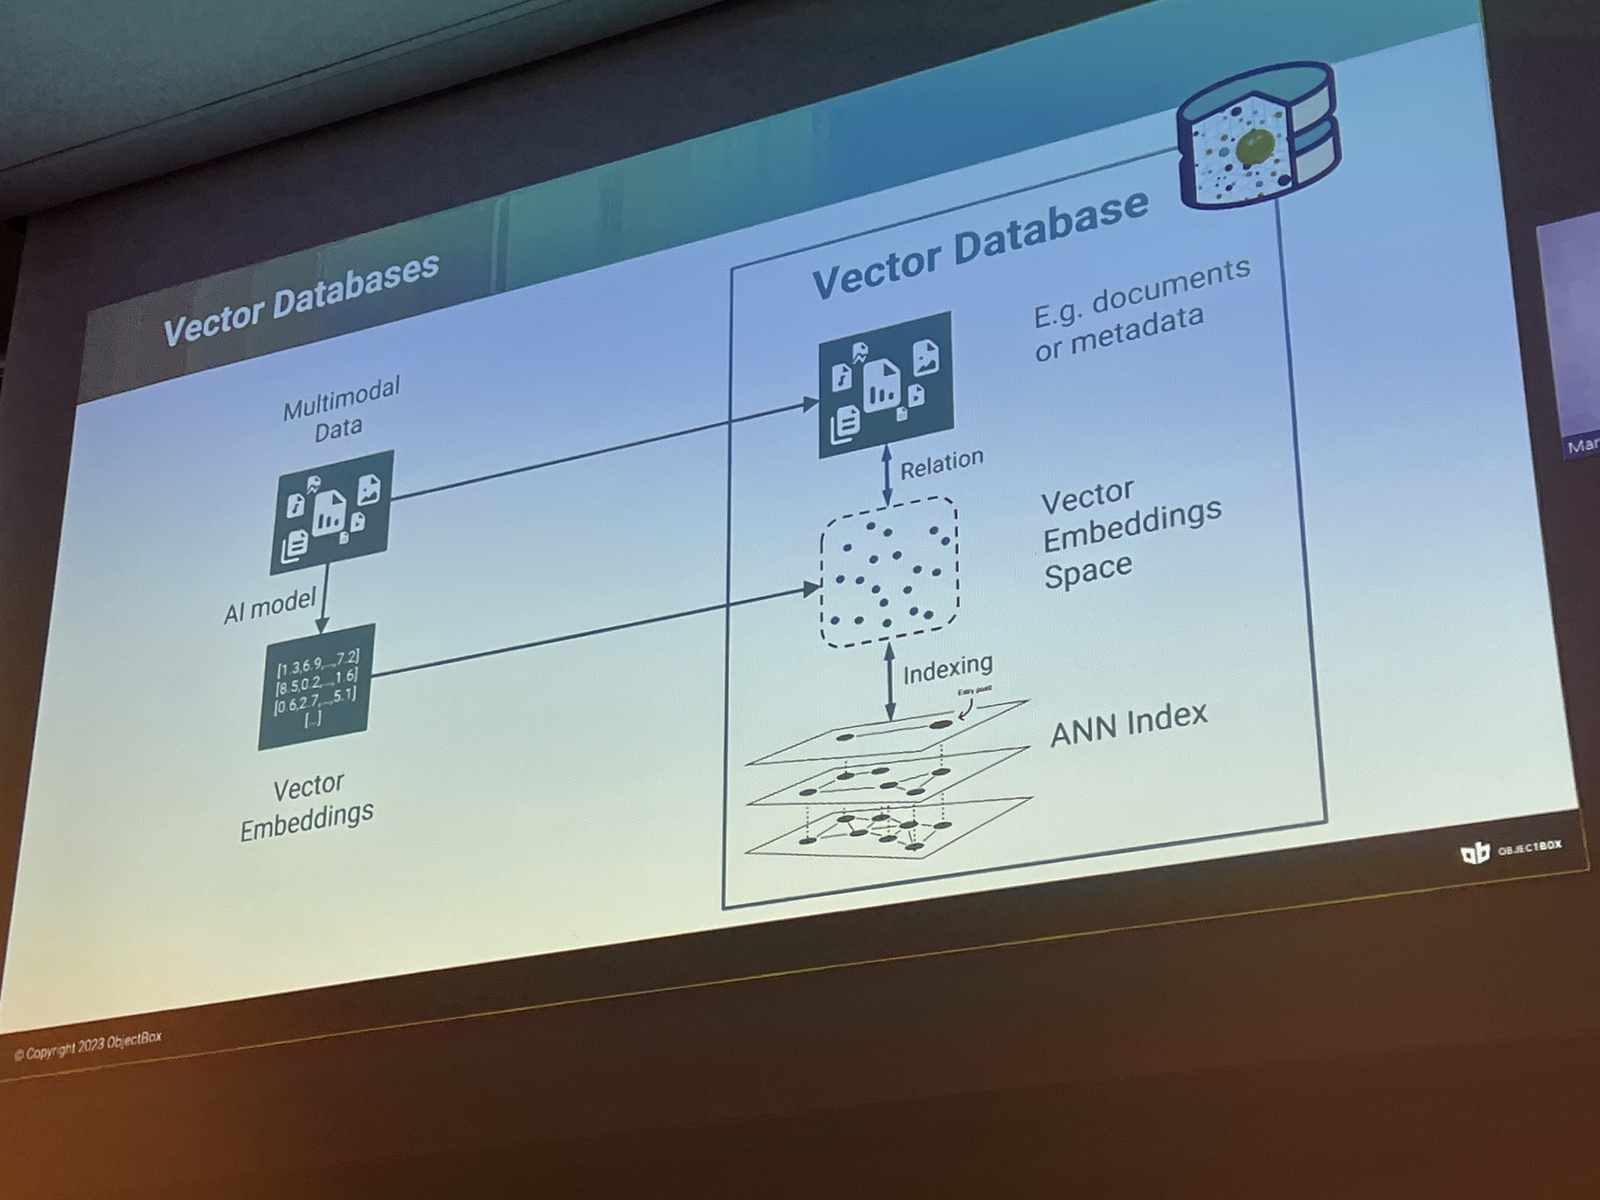 Vector Databases
Multimodal
Data
AI model
[1.3,6.9,...,7.2]
[8.5,0.2,...,1.6]
[0.6,2.7,...,5.1]
[...]
Vector
Embeddings
Vector Database
E.g. documents
or metadata
Relation
Vector
Embeddings
Space
Indexing
Entry point
ANN Index
OBJECTBOX
© Copyright 2023 ObjectBox
Mar